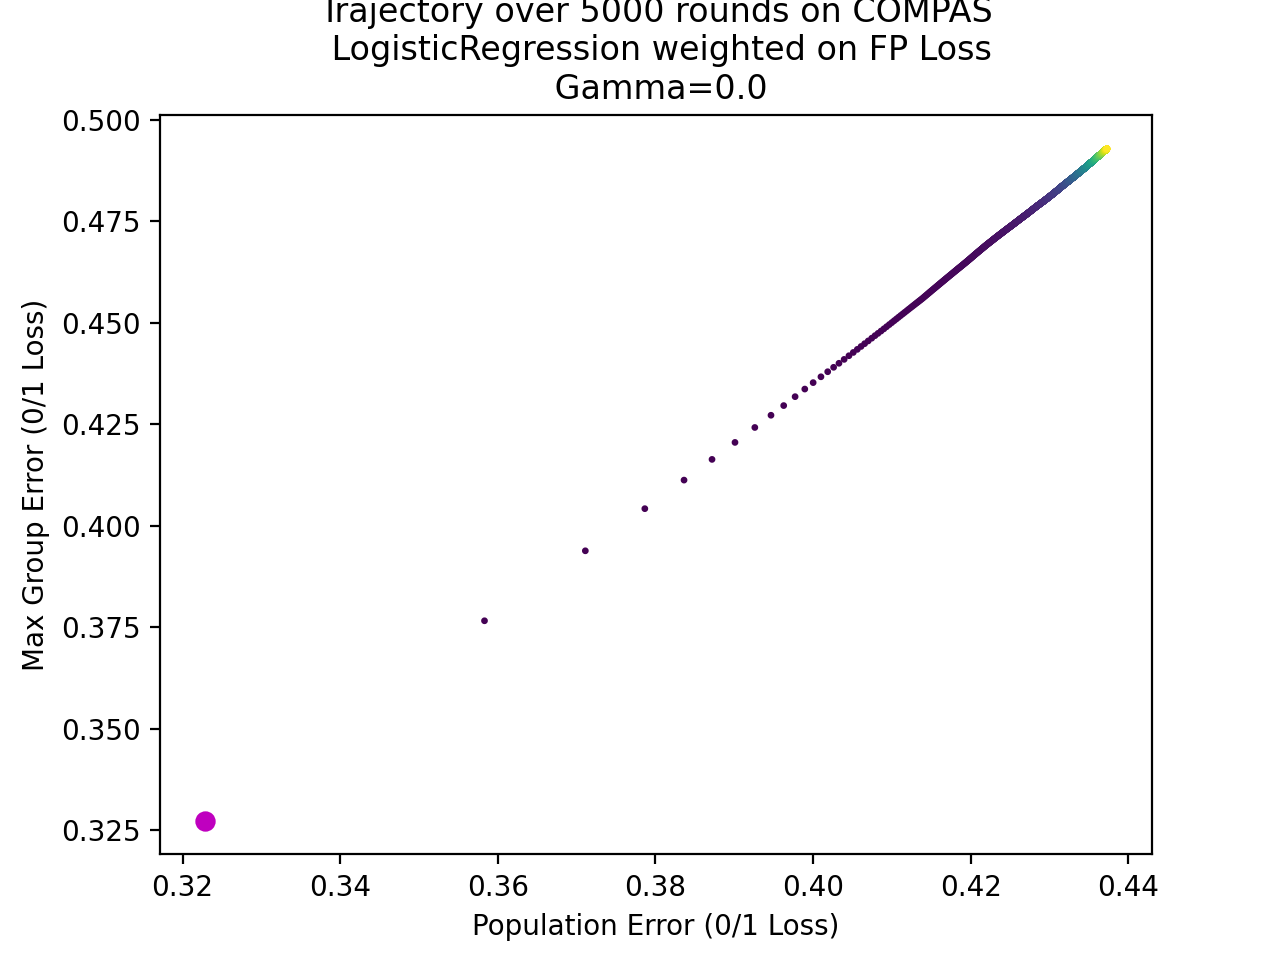 Trajectory over 5000 rounds on COMPAS
LogisticRegression weighted on FP Loss
Gamma=0.0
0.500
0.475
0.450
0.425
0.400
0.375
0.350
0.325
Max Group Error (0/1 Loss)
0.32 0.34 0.36 0.38 0.40 0.42 0.44
Population Error (0/1 Loss)